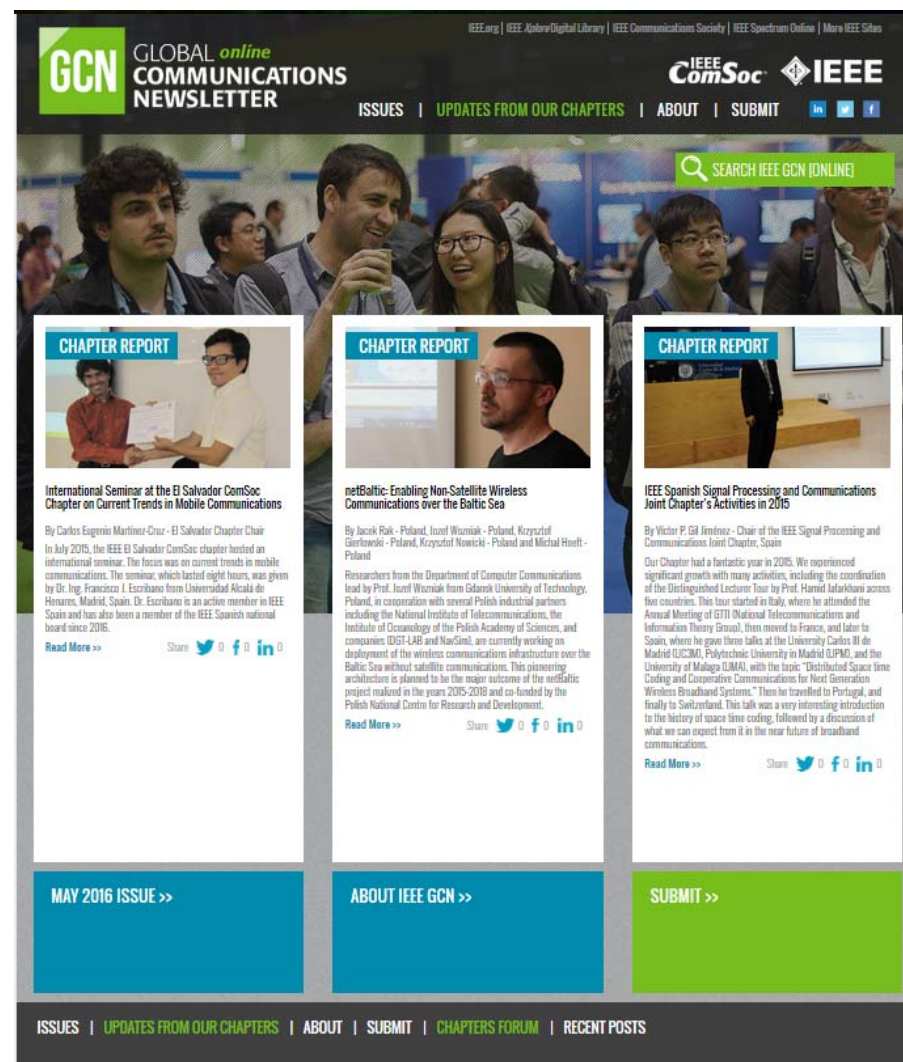 IEEE.org | IEEE Xplore Digital Library | IEEE Communications Society | IEEE Spectrum Online | More IEEE Sites
GCN
GLOBAL online
COMMUNICATIONS
NEWSLETTER
IEEE
ComSoc
IEEE
ISSUES | UPDATES FROM OUR CHAPTERS | ABOUT | SUBMIT in f
SEARCH IEEE GCN [ONLINE]
CHAPTER REPORT
International Seminar at the El Salvador ComSoc
Chapter on Current Trends in Mobile Communications
By Carlos Eugenio Martínez-Cruz - El Salvador Chapter Chair
In July 2015, the IEEE El Salvador ComSoc chapter hosted an
international seminar. The focus was on current trends in mobile
communications. The seminar, which lasted eight hours, was given
by Dr. Ing. Francisco J. Escribano from Universidad Alcalá de
Henares, Madrid, Spain. Dr. Escribano is an active member in IEEE
Spain and has also been a member of the IEEE Spanish national
board since 2016.
Read More >> Share 0 f 0 in 0
CHAPTER REPORT
netBaltic: Enabling Non-Satellite Wireless
Communications over the Baltic Sea
By Jacek Rak - Poland, Jozef Wozniak - Poland, Krzysztof
Gierlowski - Poland, Krzysztof Nowicki - Poland and Michal Hoeft -
Poland
Researchers from the Department of Computer Communications
lead by Prof. Jozef Wozniak from Gdansk University of Technology,
Poland, in cooperation with several Polish industrial partners
including the National Institute of Telecommunications, the
Institute of Oceanology of the Polish Academy of Sciences, and
companies (DGT-LAB and NavSim), are currently working on
deployment of the wireless communications infrastructure over the
Baltic Sea without satellite communications. This pioneering
architecture is planned to be the major outcome of the netBaltic
project realized in the years 2015-2018 and co-funded by the
Polish National Centre for Research and Development.
Read More >> Share 0 f 0 in 0
CHAPTER REPORT
IEEE Spanish Signal Processing and Communications
Joint Chapter's Activities in 2015
By Víctor P. Gil Jiménez - Chair of the IEEE Signal Processing and
Communications Joint Chapter, Spain
Our Chapter had a fantastic year in 2015. We experienced
significant growth with many activities, including the coordination
of the Distinguished Lecturer Tour by Prof. Hamid Jafarkhani across
five countries. This tour started in Italy, where he attended the
Annual Meeting of GTTI (National Telecommunications and
Information Theory Group), then moved to France, and later to
Spain, where he gave three talks at the University Carlos III de
Madrid (UC3M), Polytechnic University in Madrid (UPM), and the
University of Malaga (UMA), with the topic "Distributed Space time
Coding and Cooperative Communications for Next Generation
Wireless Broadband Systems." Then he travelled to Portugal, and
finally to Switzerland. This talk was a very interesting introduction
to the history of space time coding, followed by a discussion of
what we can expect from it in the near future of broadband
communications.
Read More >> Share 0 f 0 in 0
MAY 2016 ISSUE >>
ABOUT IEEE GCN >>
SUBMIT >>
ISSUES | UPDATES FROM OUR CHAPTERS | ABOUT | SUBMIT | CHAPTERS FORUM | RECENT POSTS